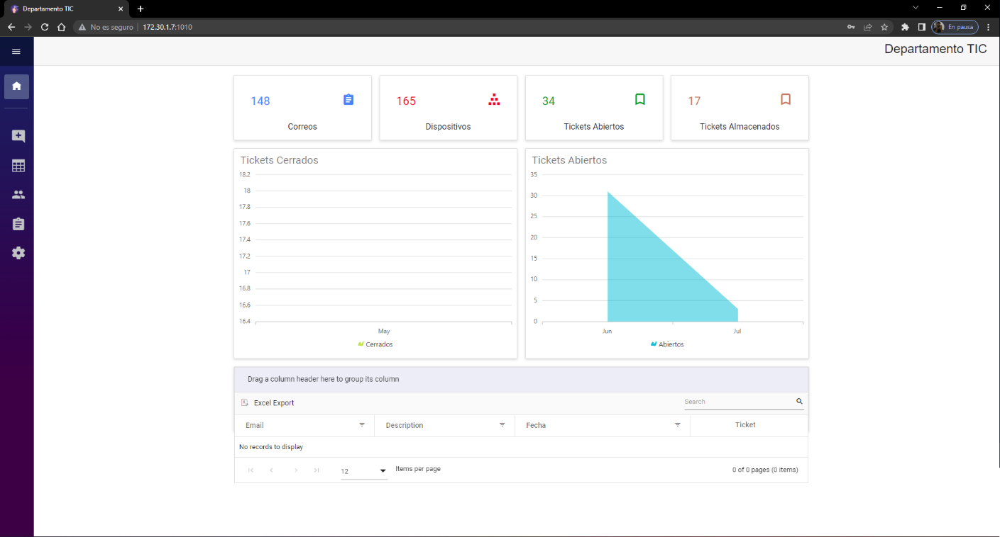 Departamento TIC
No es seguro | 172.30.1.7:1010
En pausa
Departamento TIC
148
Correos
165
Dispositivos
34
Tickets Abiertos
17
Tickets Almacenados
Tickets Cerrados
18.2
18
17.8
17.6
17.4
17.2
17
16.8
16.6
16.4
May
Cerrados
Tickets Abiertos
35
30
25
20
15
10
5
0
Jun Jul
Abiertos
Drag a column header here to group its column
Excel Export
Search
Email Description Fecha Ticket
No records to display
12 Items per page
0 of 0 pages (0 items)